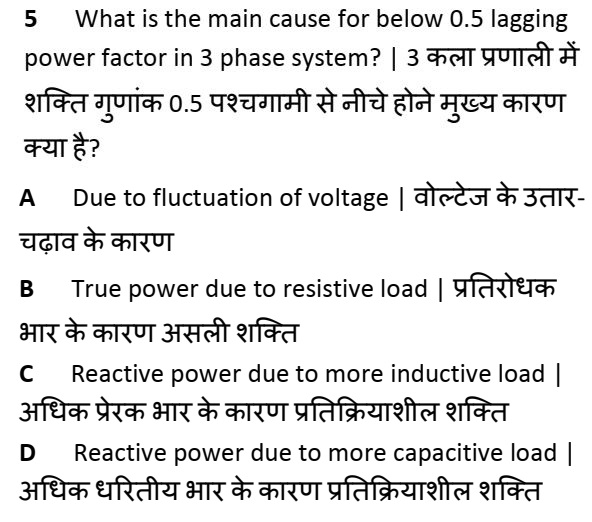 5 What is the main cause for below 0.5 lagging
power factor in 3 phase system? | 3 कला प्रणाली में
शक्ति गुणांक 0.5 पश्चगामी से नीचे होने मुख्य कारण
क्या है?
A Due to fluctuation of voltage | वोल्टेज के उतार-
चढ़ाव के कारण
B True power due to resistive load | प्रतिरोधक
भार के कारण असली शक्ति
C Reactive power due to more inductive load |
अधिक प्रेरक भार के कारण प्रतिक्रियाशील शक्ति
D Reactive power due to more capacitive load |
अधिक धरितीय भार के कारण प्रतिक्रियाशील शक्ति